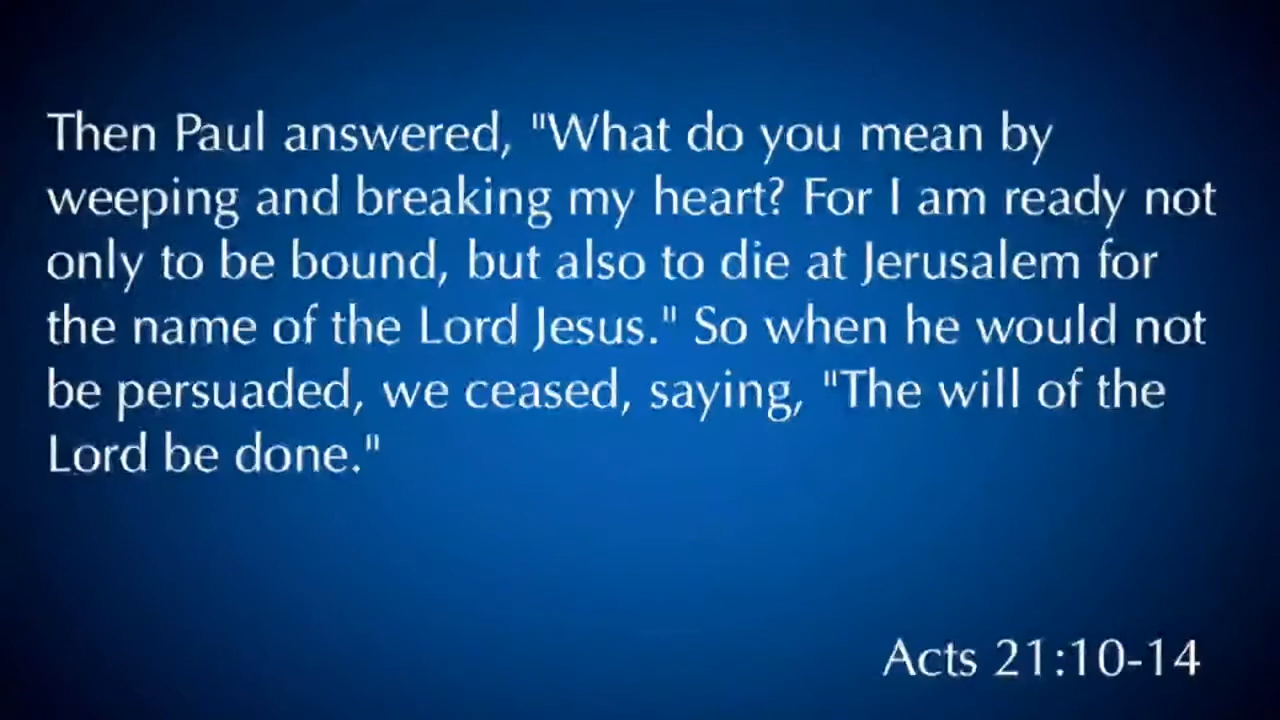 Then Paul answered, "What do you mean by
weeping and breaking my heart? For I am ready not
only to be bound, but also to die at Jerusalem for
the name of the Lord Jesus." So when he would not
be persuaded, we ceased, saying, "The will of the
Lord be done."
Acts 21:10-14